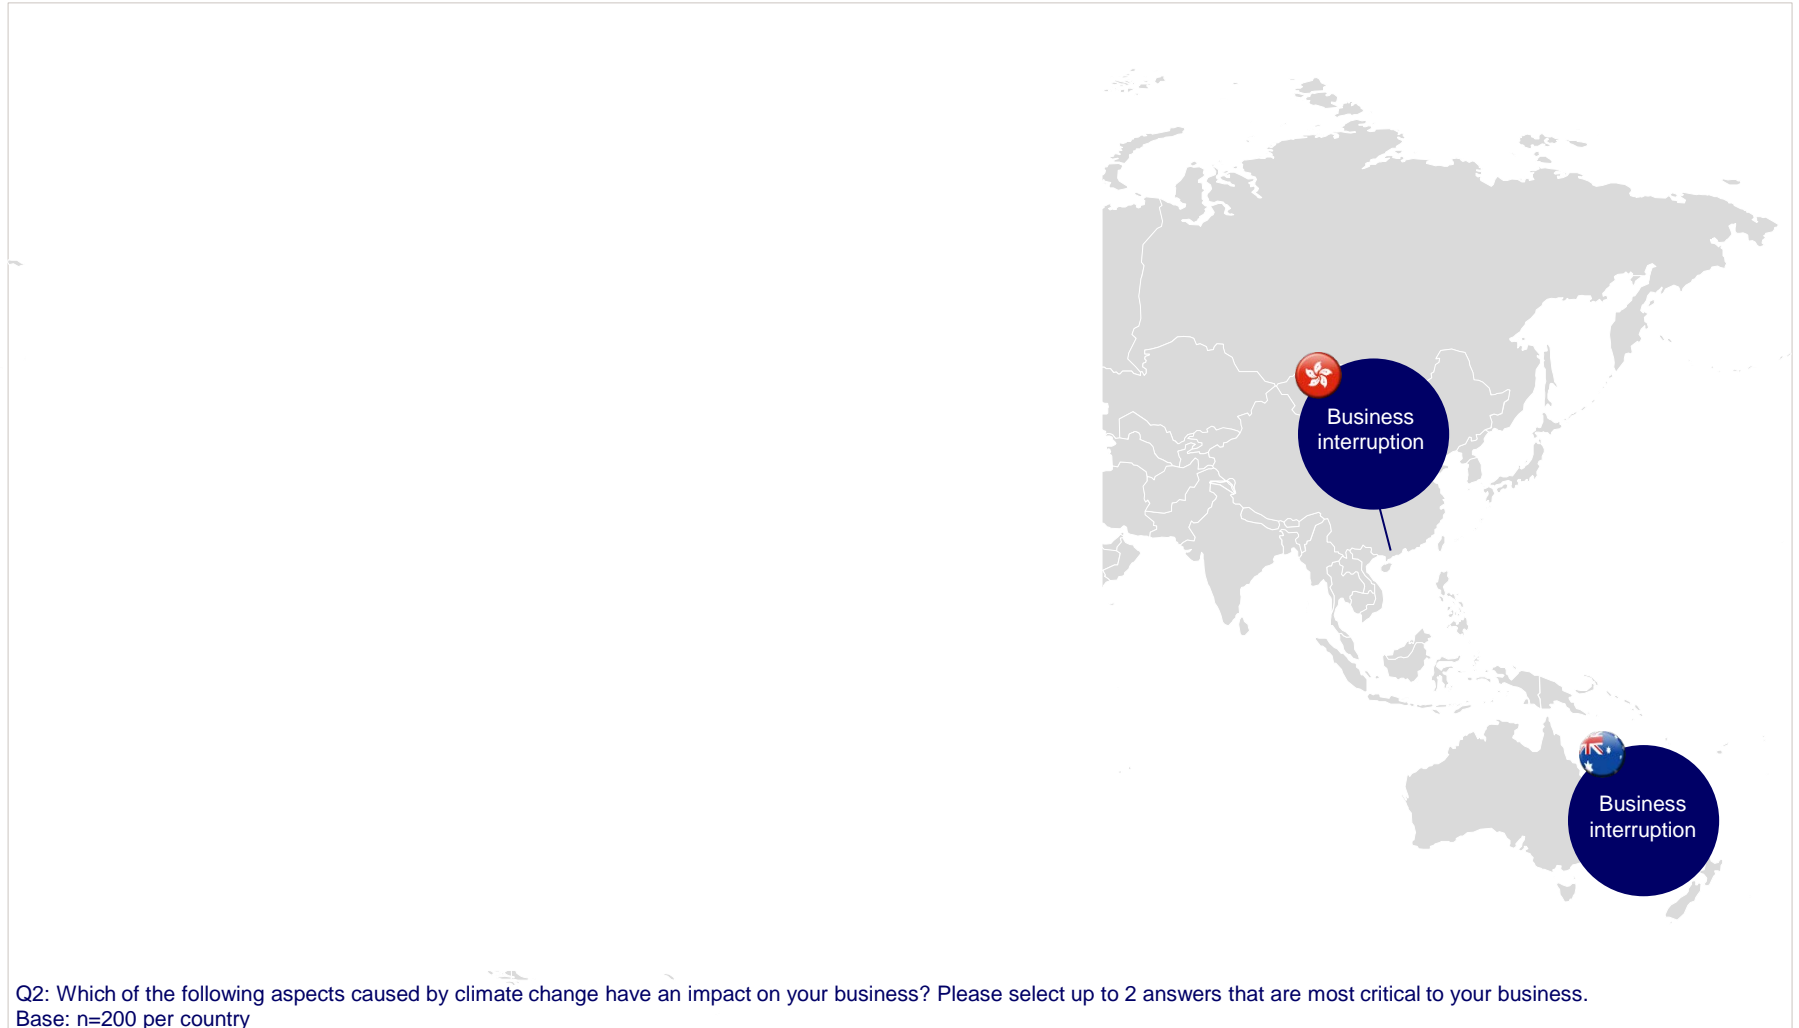 Business
interruption
Business
interruption
Q2: Which of the following aspects caused by climate change have an impact on your business? Please select up to 2 answers that are most critical to your business.
Base: n=200 per country